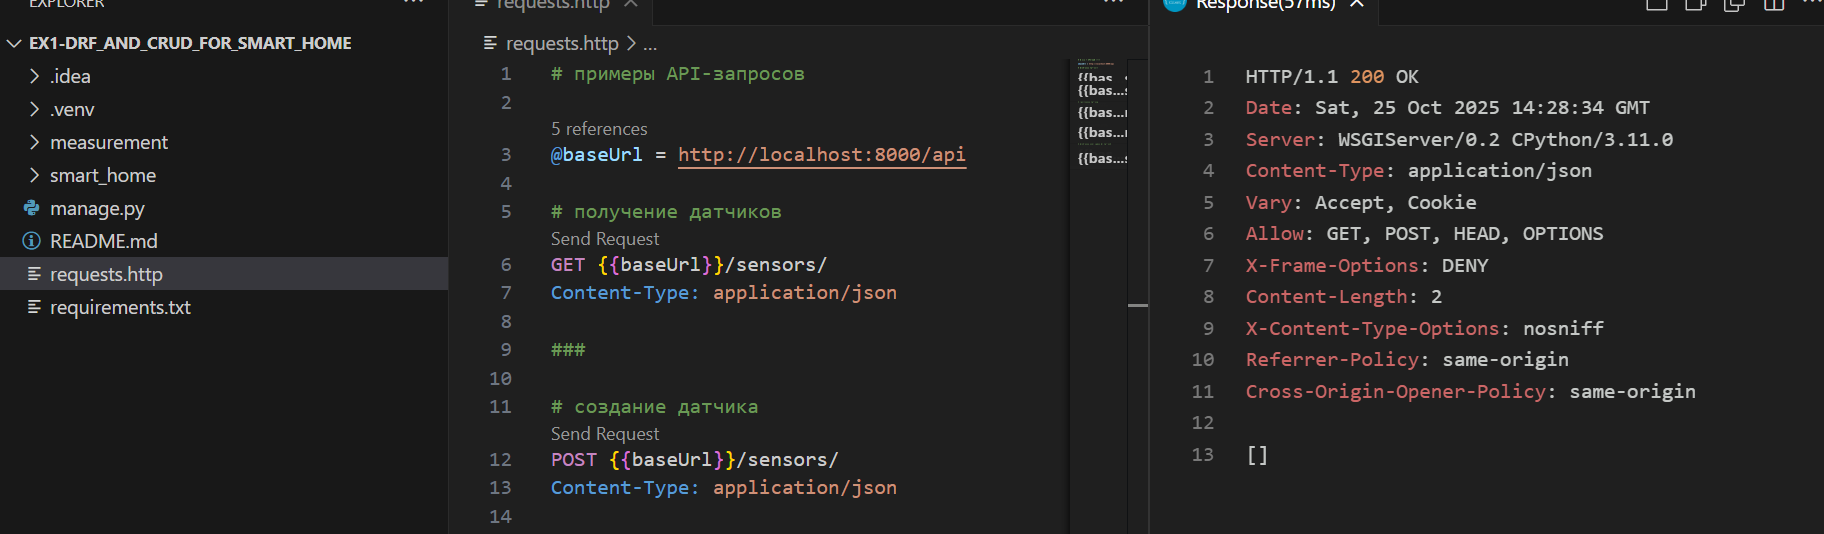 EXPLORER
EX1-DRF_AND_CRUD_FOR_SMART_HOME
.idea
.venv
measurement
smart_home
manage.py
README.md
requests.http
requirements.txt
requests.http
requests.http > ...
1 # примеры API-запросов
2
5 references
3 @baseUrl = http://localhost:8000/api
4
5 # получение датчиков
Send Request
6 GET {{baseUrl}}/sensors/
7 Content-Type: application/json
8
9 ###
10
11 # создание датчика
Send Request
12 POST {{baseUrl}}/sensors/
13 Content-Type: application/json
14
Response(57ms)
1 HTTP/1.1 200 OK
2 Date: Sat, 25 Oct 2025 14:28:34 GMT
3 Server: WSGIServer/0.2 CPython/3.11.0
4 Content-Type: application/json
5 Vary: Accept, Cookie
6 Allow: GET, POST, HEAD, OPTIONS
7 X-Frame-Options: DENY
8 Content-Length: 2
9 X-Content-Type-Options: nosniff
10 Referrer-Policy: same-origin
11 Cross-Origin-Opener-Policy: same-origin
12
13 []